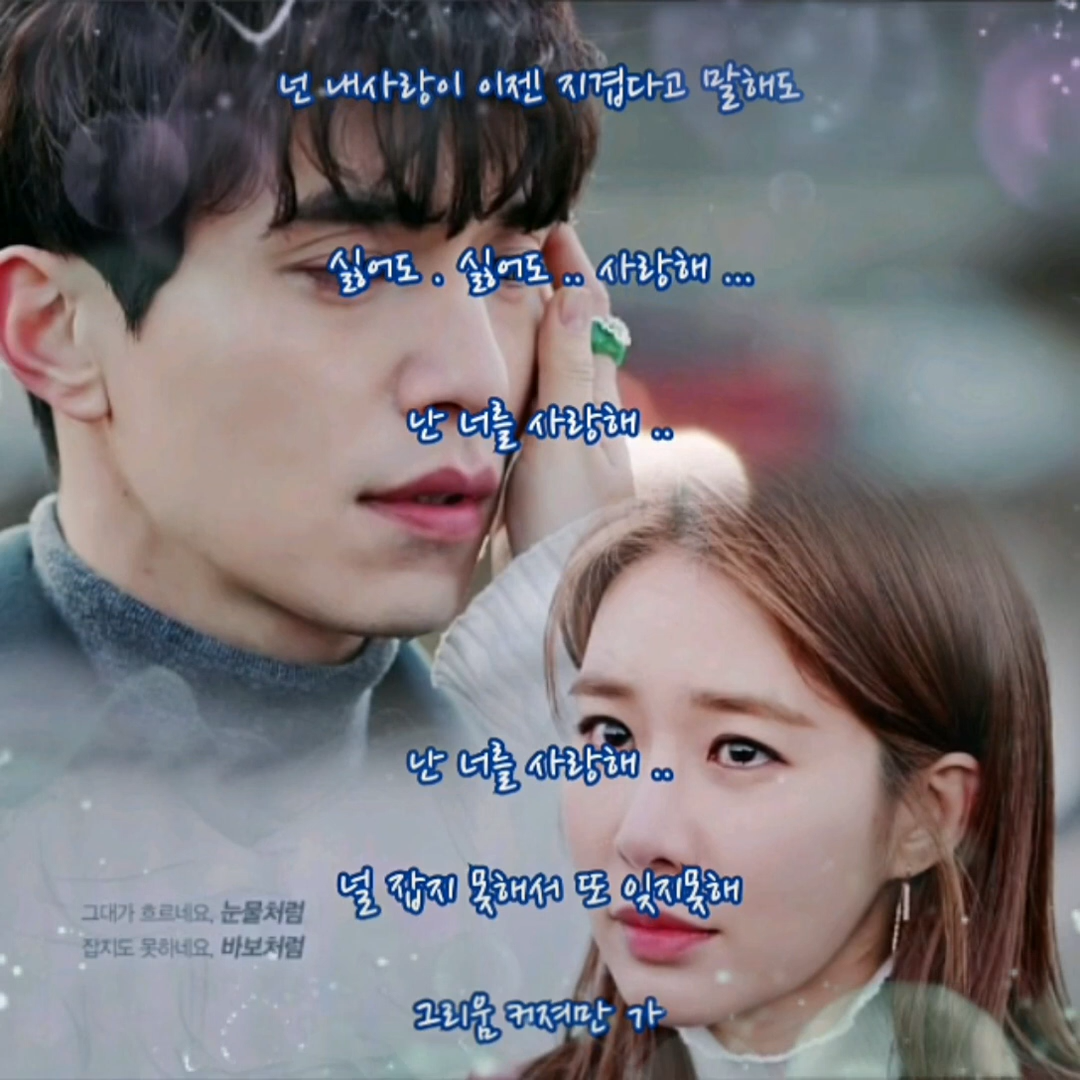 넌 내사랑이 이젠 지겹다고 말해도
싫어도 . 싫어도 .. 사랑해 ...
난 너를 사랑해 ..
난 너를 사랑해 ..
널 잡지 못해서 또 잊지못해
그대가 흐르네요, 눈물처럼
잡지도 못하네요, 바보처럼
그리움 커져만 가